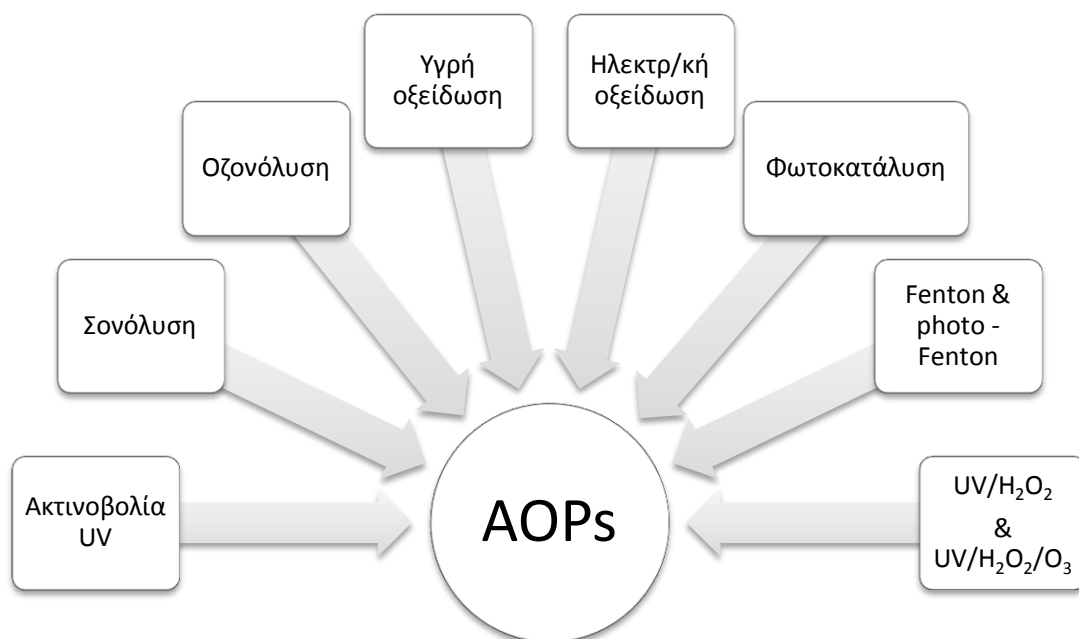 Υγρή
οξείδωση
Ηλεκτρ/κή
οξείδωση
Οζονόλυση
Φωτοκατάλυση
Σονόλυση
Fenton &
photo -
Fenton
Ακτινοβολία
UV
AOPs
UV/H₂O₂
&
UV/H₂O₂/O₃